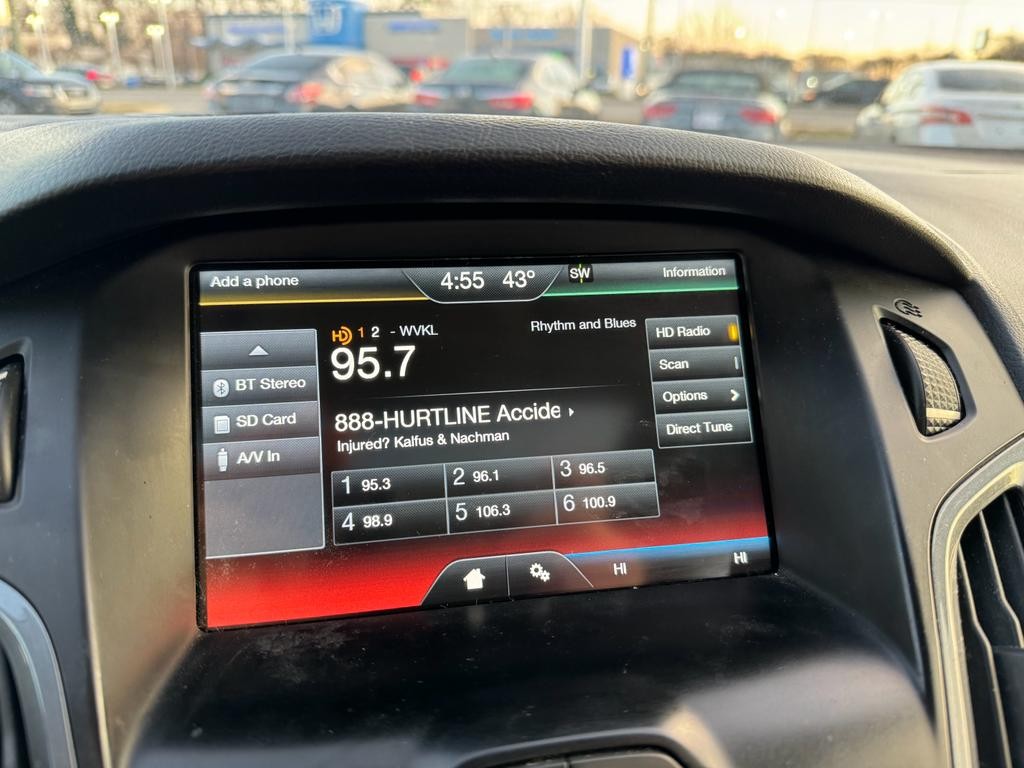 Add a phone
4:55 43°
SW
Information
BT Stereo
SD Card
A/V In
HD 1 2 - WVKL
Rhythm and Blues
95.7
888-HURTLINE Accide
Injured? Kalfus & Nachman
1 95.3
2 96.1
3 96.5
4 98.9
5 106.3
6 100.9
HD Radio
Scan
Options
Direct Tune
HI
HI